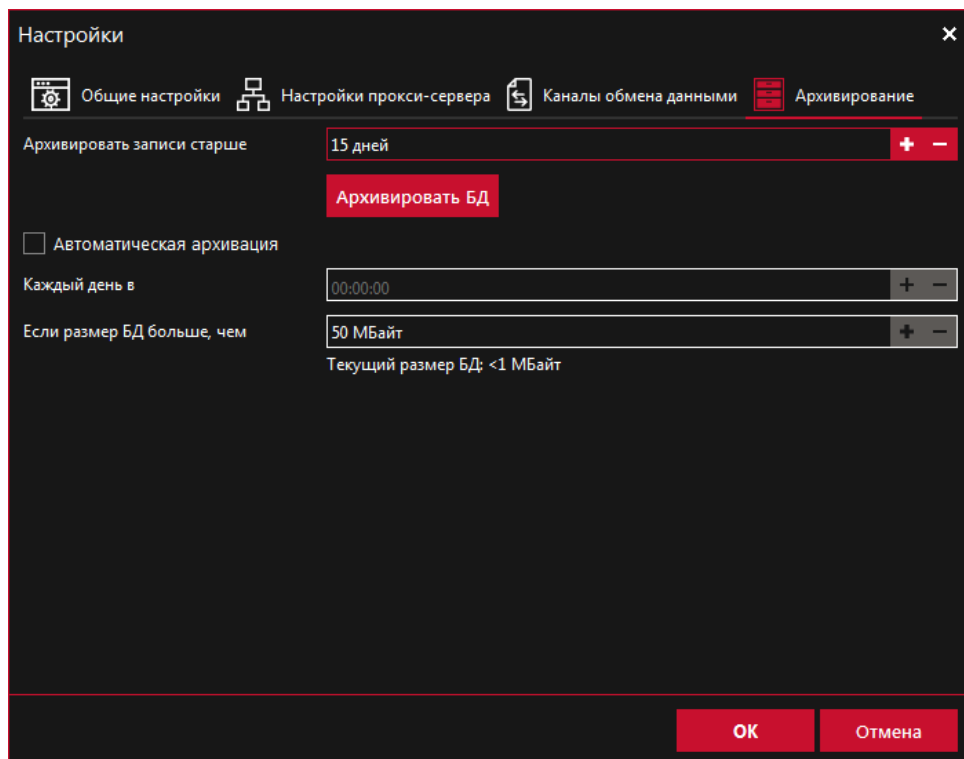 Настройки
Общие настройки Настройки прокси-сервера Каналы обмена данными Архивирование
Архивировать записи старше 15 дней
Архивировать БД
Автоматическая архивация
Каждый день в 00:00:00
Если размер БД больше, чем 50 МБайт
Текущий размер БД: <1 МБайт
ОК Отмена